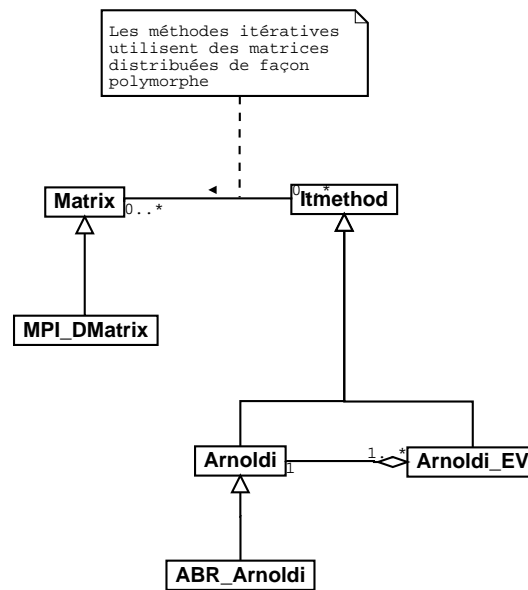 Les méthodes itératives
utilisent des matrices
distribuées de façon
polymorphe
Matrix
0..*
0..*
Itmethod
MPI_DMatrix
Arnoldi
1
1..*
Arnoldi_EV
ABR_Arnoldi